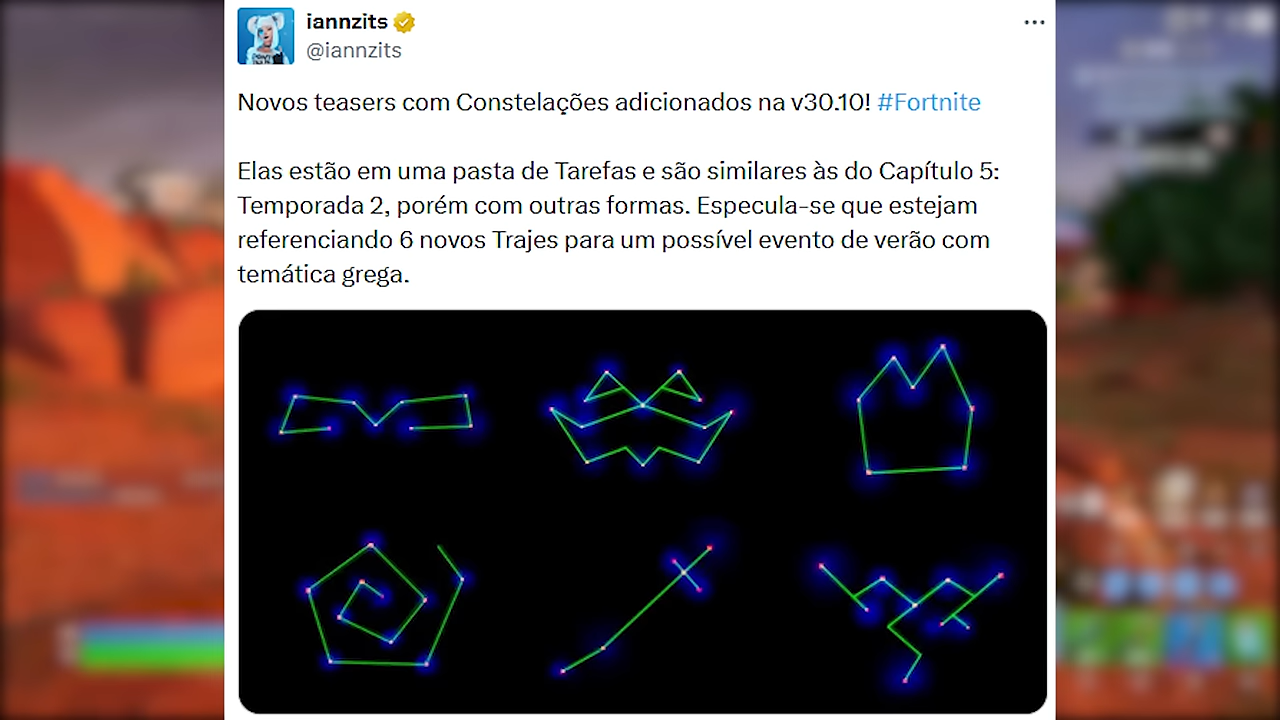 iannzits
@iannzits
Novos teasers com Constelações adicionados na v30.10! #Fortnite
Elas estão em uma pasta de Tarefas e são similares às do Capítulo 5:
Temporada 2, porém com outras formas. Especula-se que estejam
referenciando 6 novos Trajes para um possível evento de verão com
temática grega.